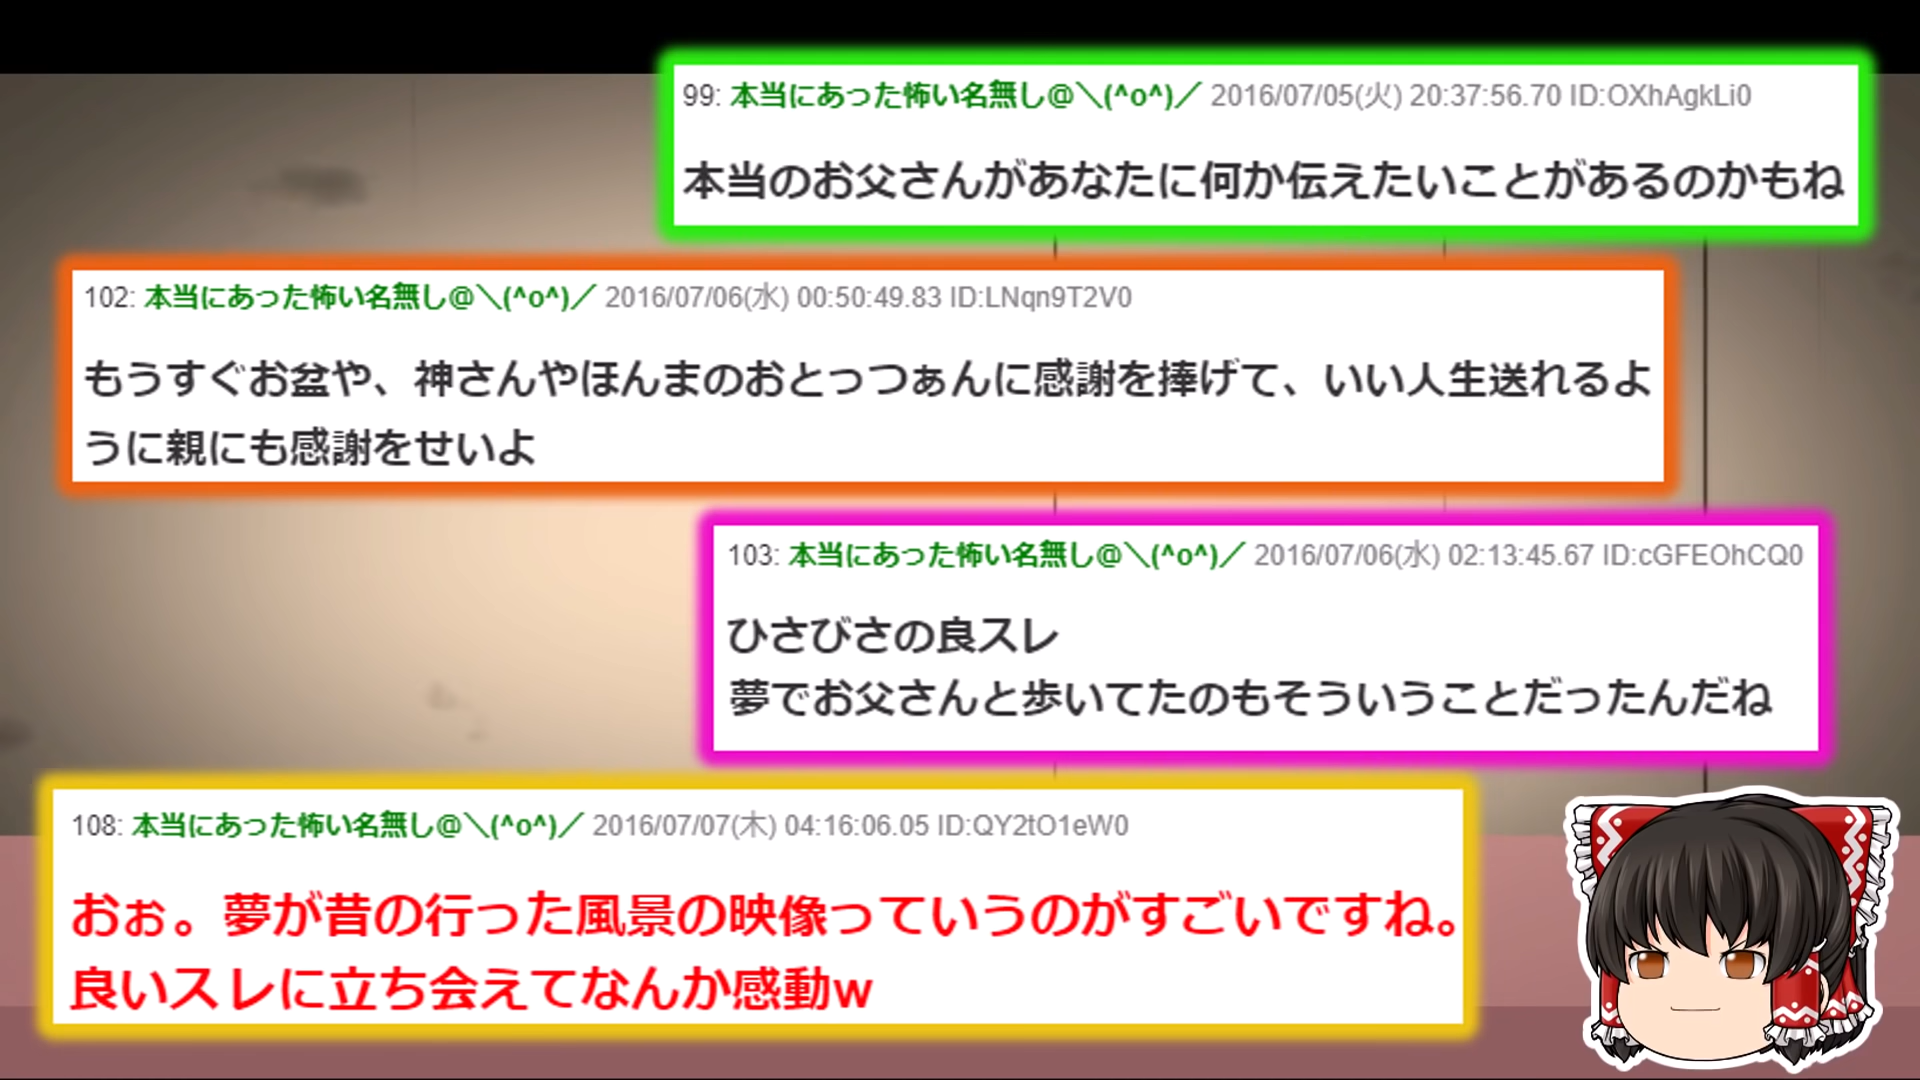 99: 本当にあった怖い名無し@＼(^o^)／ 2016/07/05(火) 20:37:56.70 ID:OXhAgkLi0
本当のお父さんがあなたに何か伝えたいことがあるのかもね
102: 本当にあった怖い名無し@＼(^o^)／ 2016/07/06(水) 00:50:49.83 ID:LNqn9T2V0
もうすぐお盆や、神さんやほんまのおとっつぁんに感謝を捧げて、いい人生送れるよ
うに親にも感謝をせいよ
103: 本当にあった怖い名無し@＼(^o^)／ 2016/07/06(水) 02:13:45.67 ID:cGFEOhCQ0
ひさびさの良スレ
夢でお父さんと歩いてたのもそういうことだったんだね
108: 本当にあった怖い名無し@＼(^o^)／ 2016/07/07(木) 04:16:06.05 ID:QY2tO1eW0
おぉ。夢が昔の行った風景の映像っていうのがすごいですね。
良いスレに立ち会えてなんか感動w